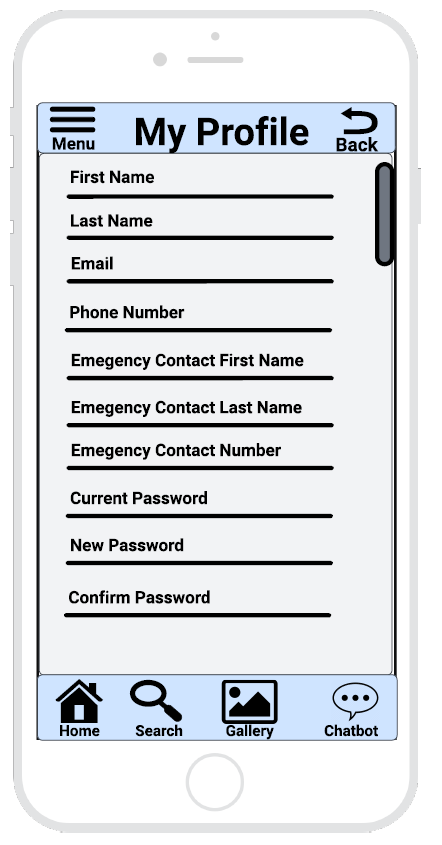 My Profile
Menu
Back
First Name
Last Name
Email
Phone Number
Emegency Contact First Name
Emegency Contact Last Name
Emegency Contact Number
Current Password
New Password
Confirm Password
Home
Search
Gallery
Chatbot